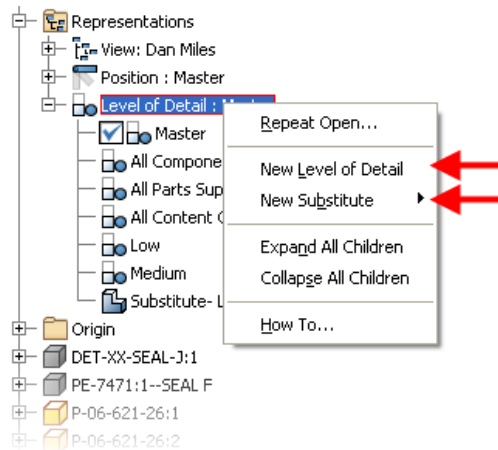 Representations
View: Dan Miles
Position : Master
Level of Detail :
Master
All
All Parts
All Content
Low
Medium
Substitute-
Origin
DET-XX-SEAL-J:1
PE-7471:1--SEAL F
P-06-621-26:1
P-06-621-26:2
Repeat Open...
New Level of Detail
New Substitute
Expand All Children
Collapse All Children
How To...